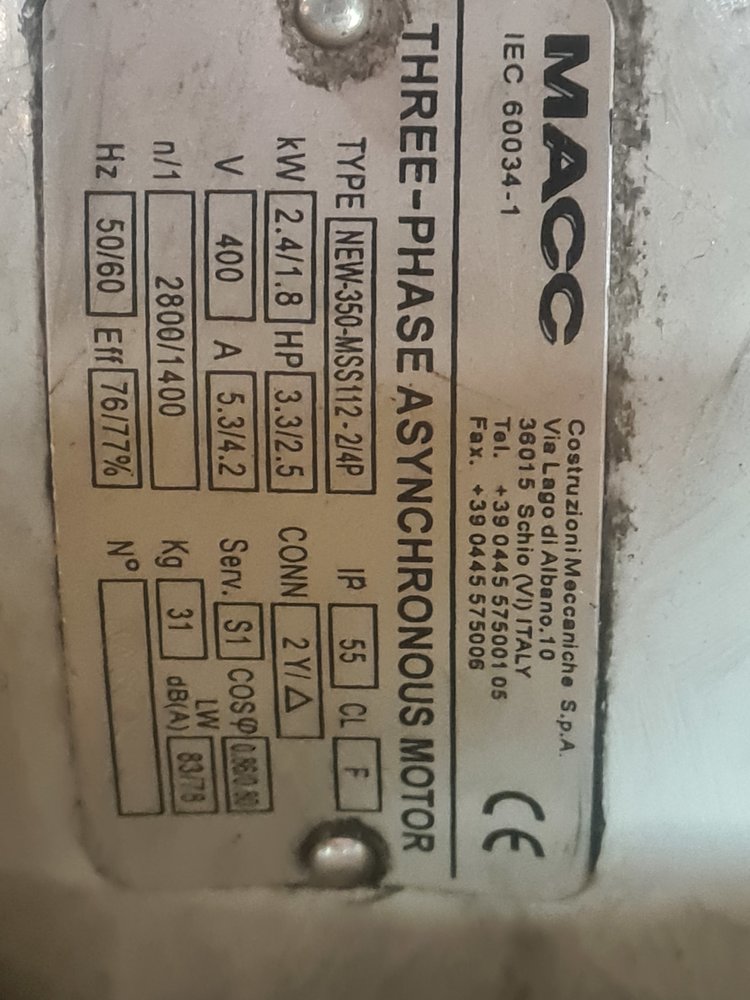 MACC
IEC 60034-1
Costruzioni Meccaniche S.p.A.
Via Lago di Albano, 10
36015 Schio (VI) ITALY
Tel. +39 0445 575001 05
Fax. +39 0445 575006
CE
THREE-PHASE ASYNCHRONOUS MOTOR
TYPE NEW-350-MSS112-2/4P IP 55 CL F
kW 2.4/1.8 HP 3.3/2.5 CONN 2Y/△
V 400 A 5.3/4.2 Serv. S1 COSφ
n/1 2800/1400 Kg 31 LW dB(A)
Hz 50/60 Eff 76/77% N°